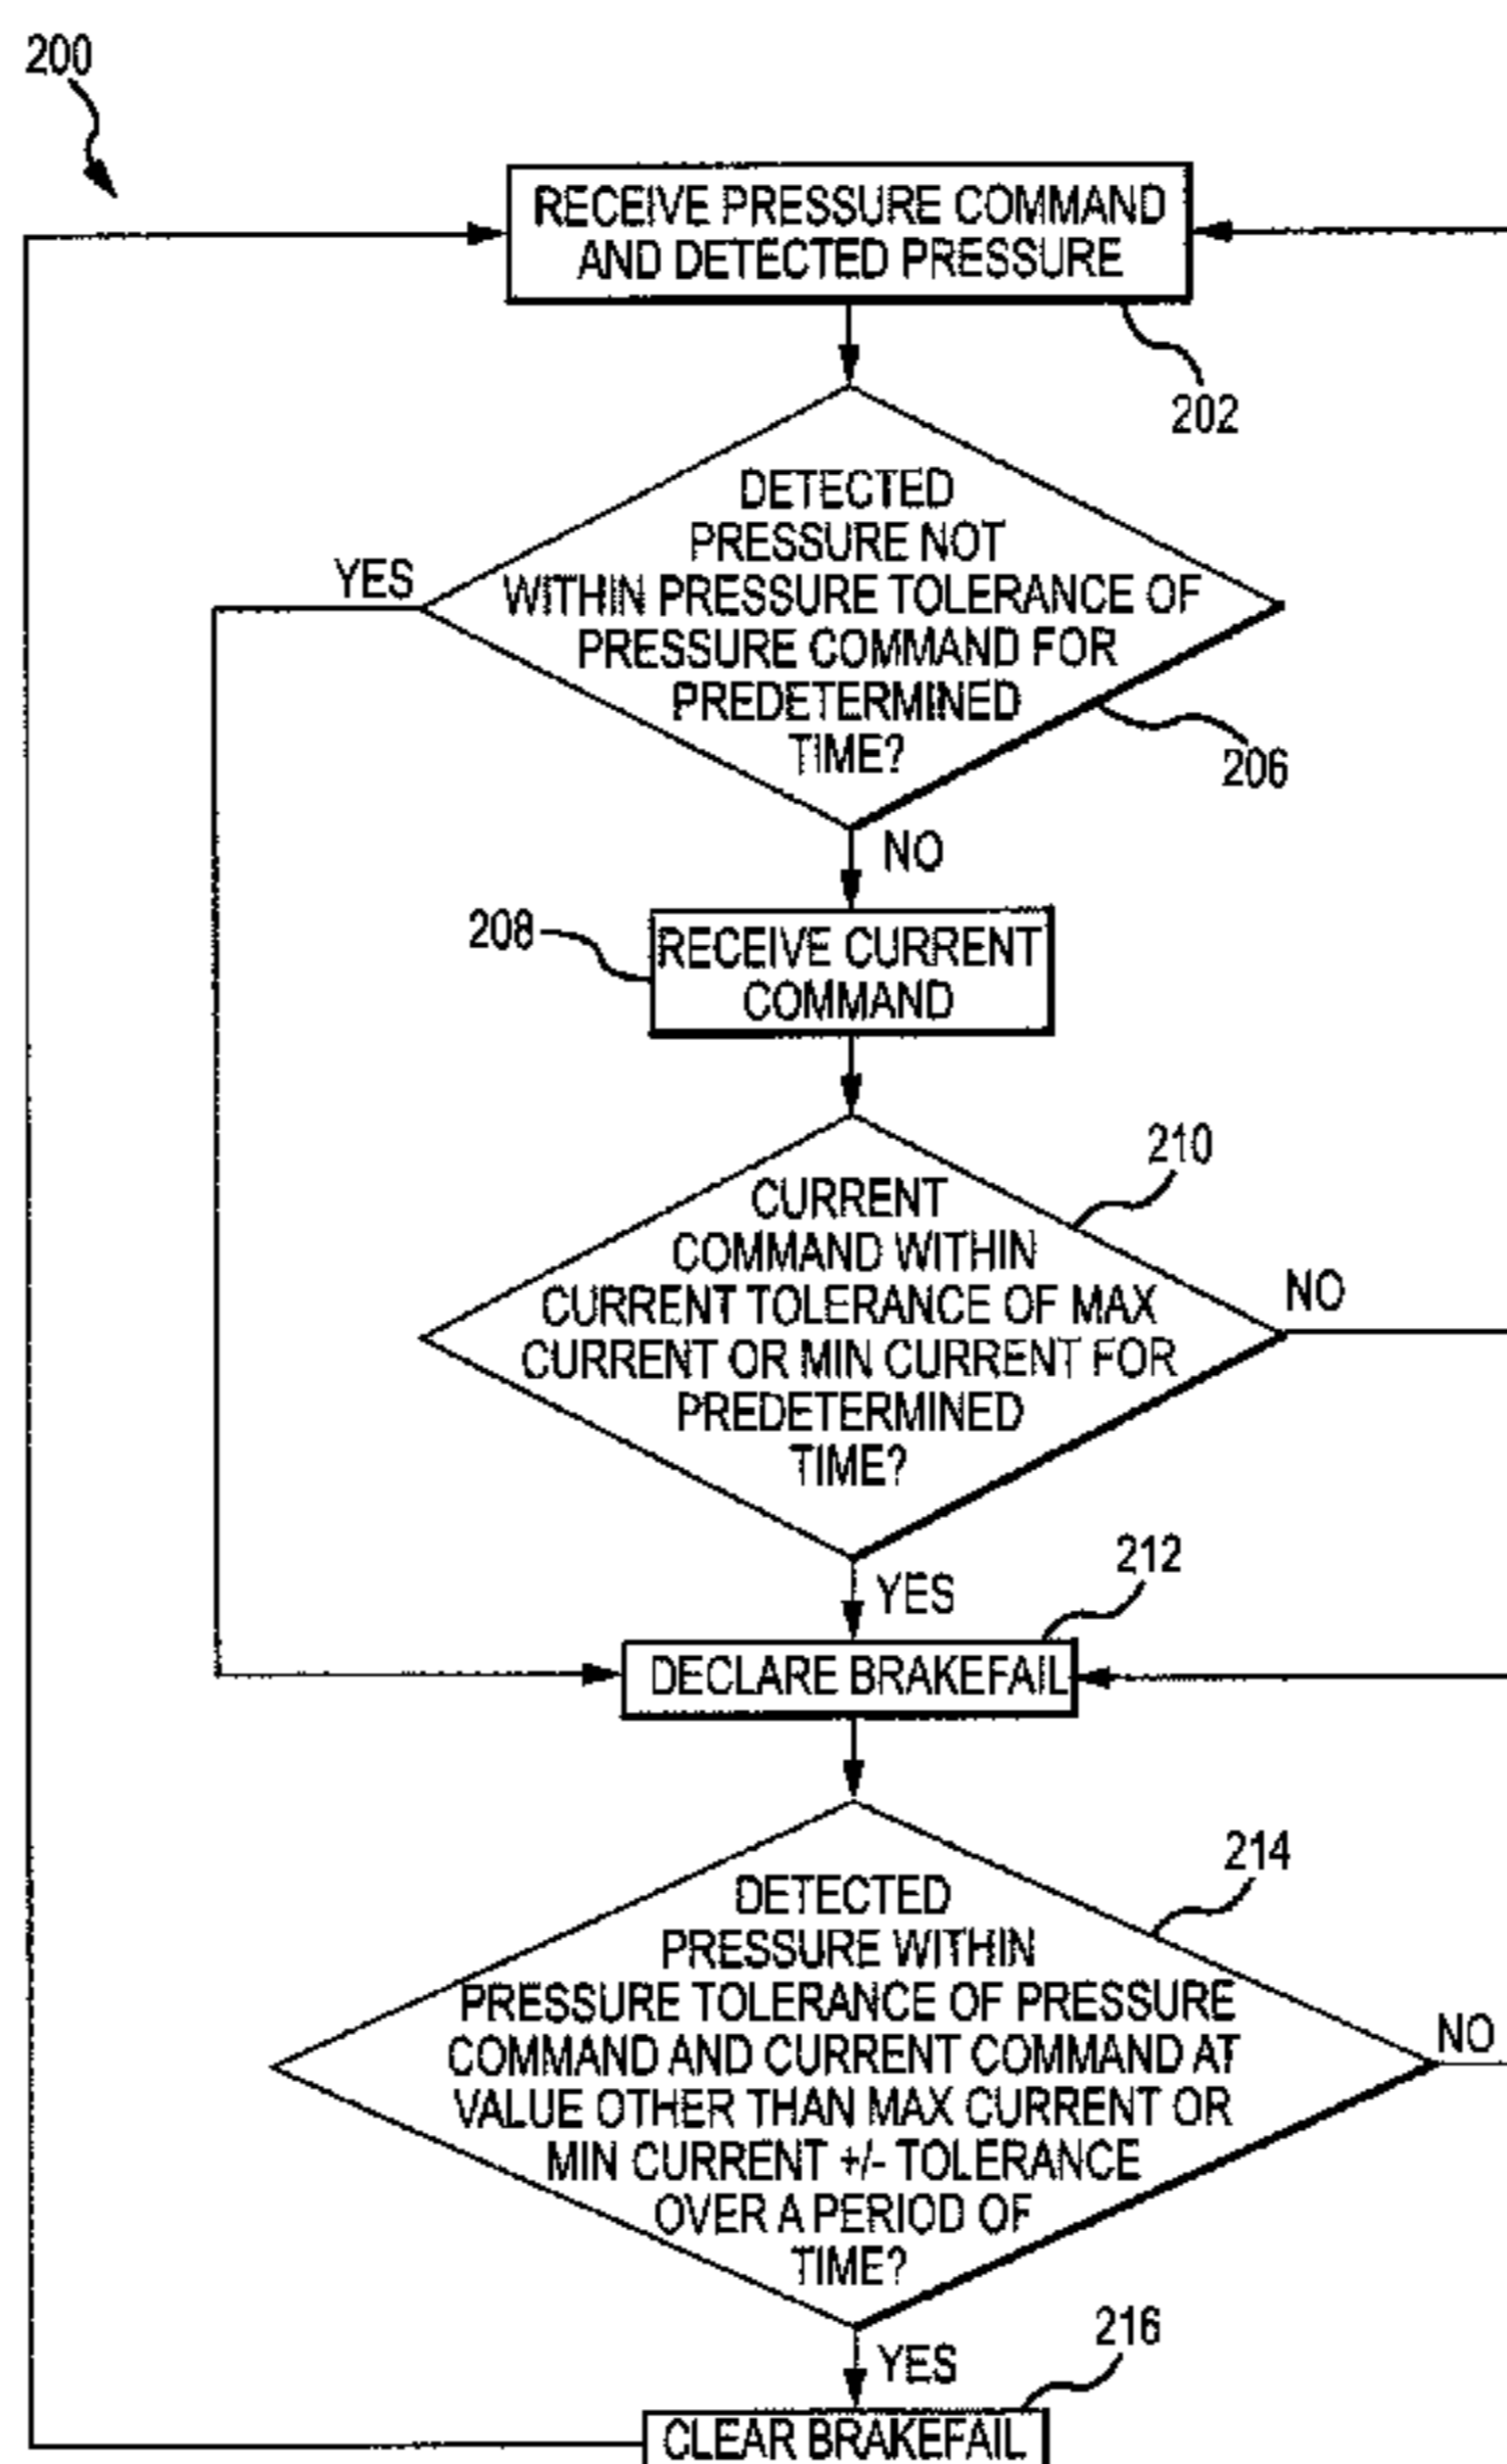 200
RECEIVE PRESSURE COMMAND
AND DETECTED PRESSURE
202
DETECTED
PRESSURE NOT
WITHIN PRESSURE TOLERANCE OF
PRESSURE COMMAND FOR
PREDETERMINED
TIME?
YES
206
NO
208
RECEIVE CURRENT
COMMAND
210
CURRENT
COMMAND WITHIN
CURRENT TOLERANCE OF MAX
CURRENT OR MIN CURRENT FOR
PREDETERMINED
TIME?
NO
212
YES
DECLARE BRAKEFAIL
214
DETECTED
PRESSURE WITHIN
PRESSURE TOLERANCE OF PRESSURE
COMMAND AND CURRENT COMMAND AT
VALUE OTHER THAN MAX CURRENT OR
MIN CURRENT +/- TOLERANCE
OVER A PERIOD OF
TIME?
NO
216
YES
CLEAR BRAKEFAIL